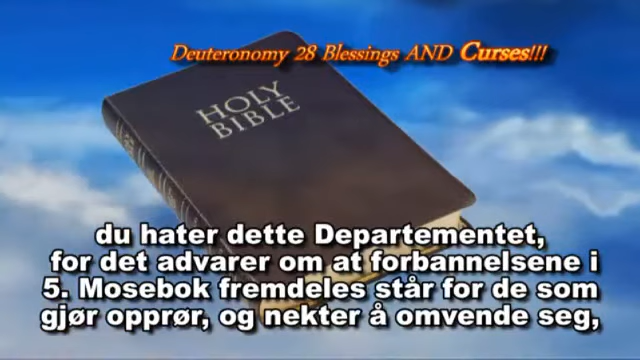 Deuteronomy 28 Blessings AND Curses!!!
HOLY
BIBLE
du hater dette Departementet,
for det advarer om at forbannelsene i
5. Mosebok fremdeles står for de som
gjør opprør, og nekter å omvende seg,